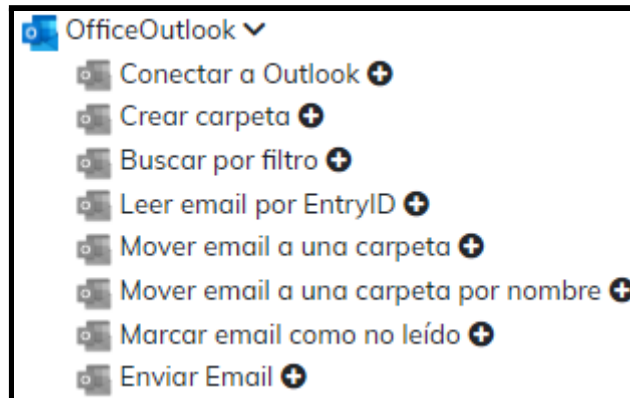 OfficeOutlook
Conectar a Outlook
Crear carpeta
Buscar por filtro
Leer email por EntryID
Mover email a una carpeta
Mover email a una carpeta por nombre
Marcar email como no leído
Enviar Email